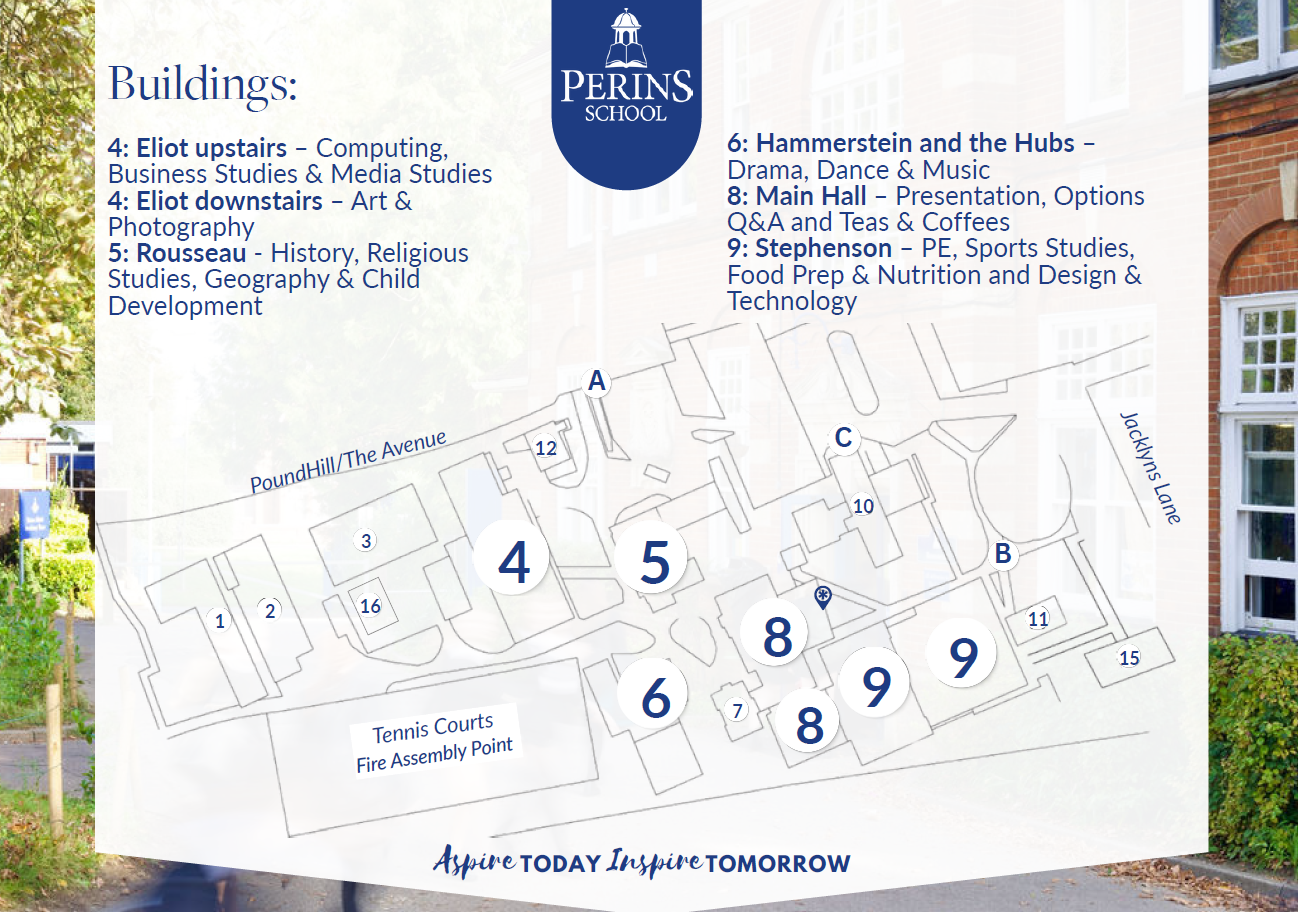 PERINS
SCHOOL
Buildings:
4: Eliot upstairs – Computing,
Business Studies & Media Studies
4: Eliot downstairs – Art &
Photography
5: Rousseau - History, Religious
Studies, Geography & Child
Development
6: Hammerstein and the Hubs –
Drama, Dance & Music
8: Main Hall – Presentation, Options
Q&A and Teas & Coffees
9: Stephenson – PE, Sports Studies,
Food Prep & Nutrition and Design &
Technology
A
PoundHill/The Avenue
12
C
Jacklyns Lane
10
3
4
5
B
1
2
16
8
11
9
15
6
7
8
9
Tennis Courts
Fire Assembly Point
Aspire TODAY Inspire TOMORROW